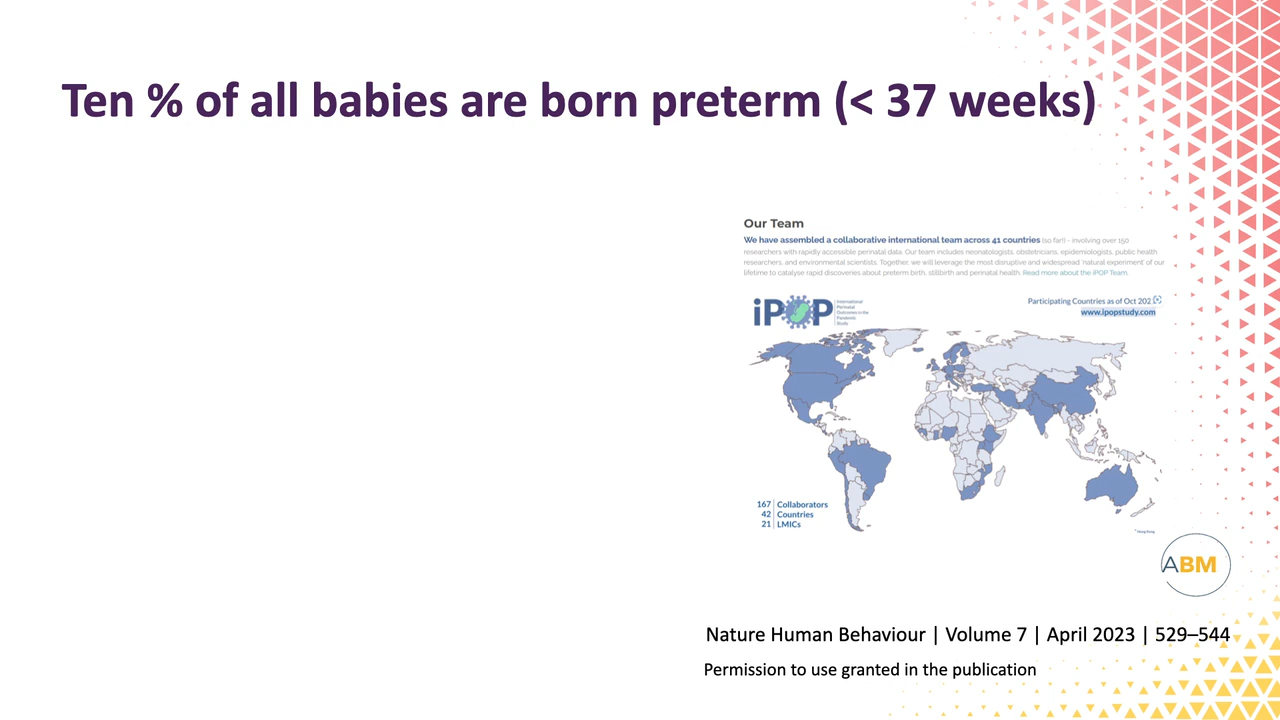 Ten % of all babies are born preterm (< 37 weeks)
Our Team
We have assembled a collaborative international team across 41 countries (so far!) - involving over 150
researchers with rapidly accessible perinatal data. Our team includes neonatologists, obstetricians, epidemiologists, public health
researchers, and environmental scientists. Together, we will leverage the most disruptive and widespread 'natural experiment' of our
lifetime to catalyse rapid discoveries about preterm birth, stillbirth and perinatal health. Read more about the iPOP Team.
iPOP
International
Perinatal
Outcomes in the
Pandemic
Study
Participating Countries as of Oct 202
www.ipopstudy.com
167 Collaborators
42 Countries
21 LMICs
* Hong Kong
ABM
Nature Human Behaviour | Volume 7 | April 2023 | 529–544
Permission to use granted in the publication